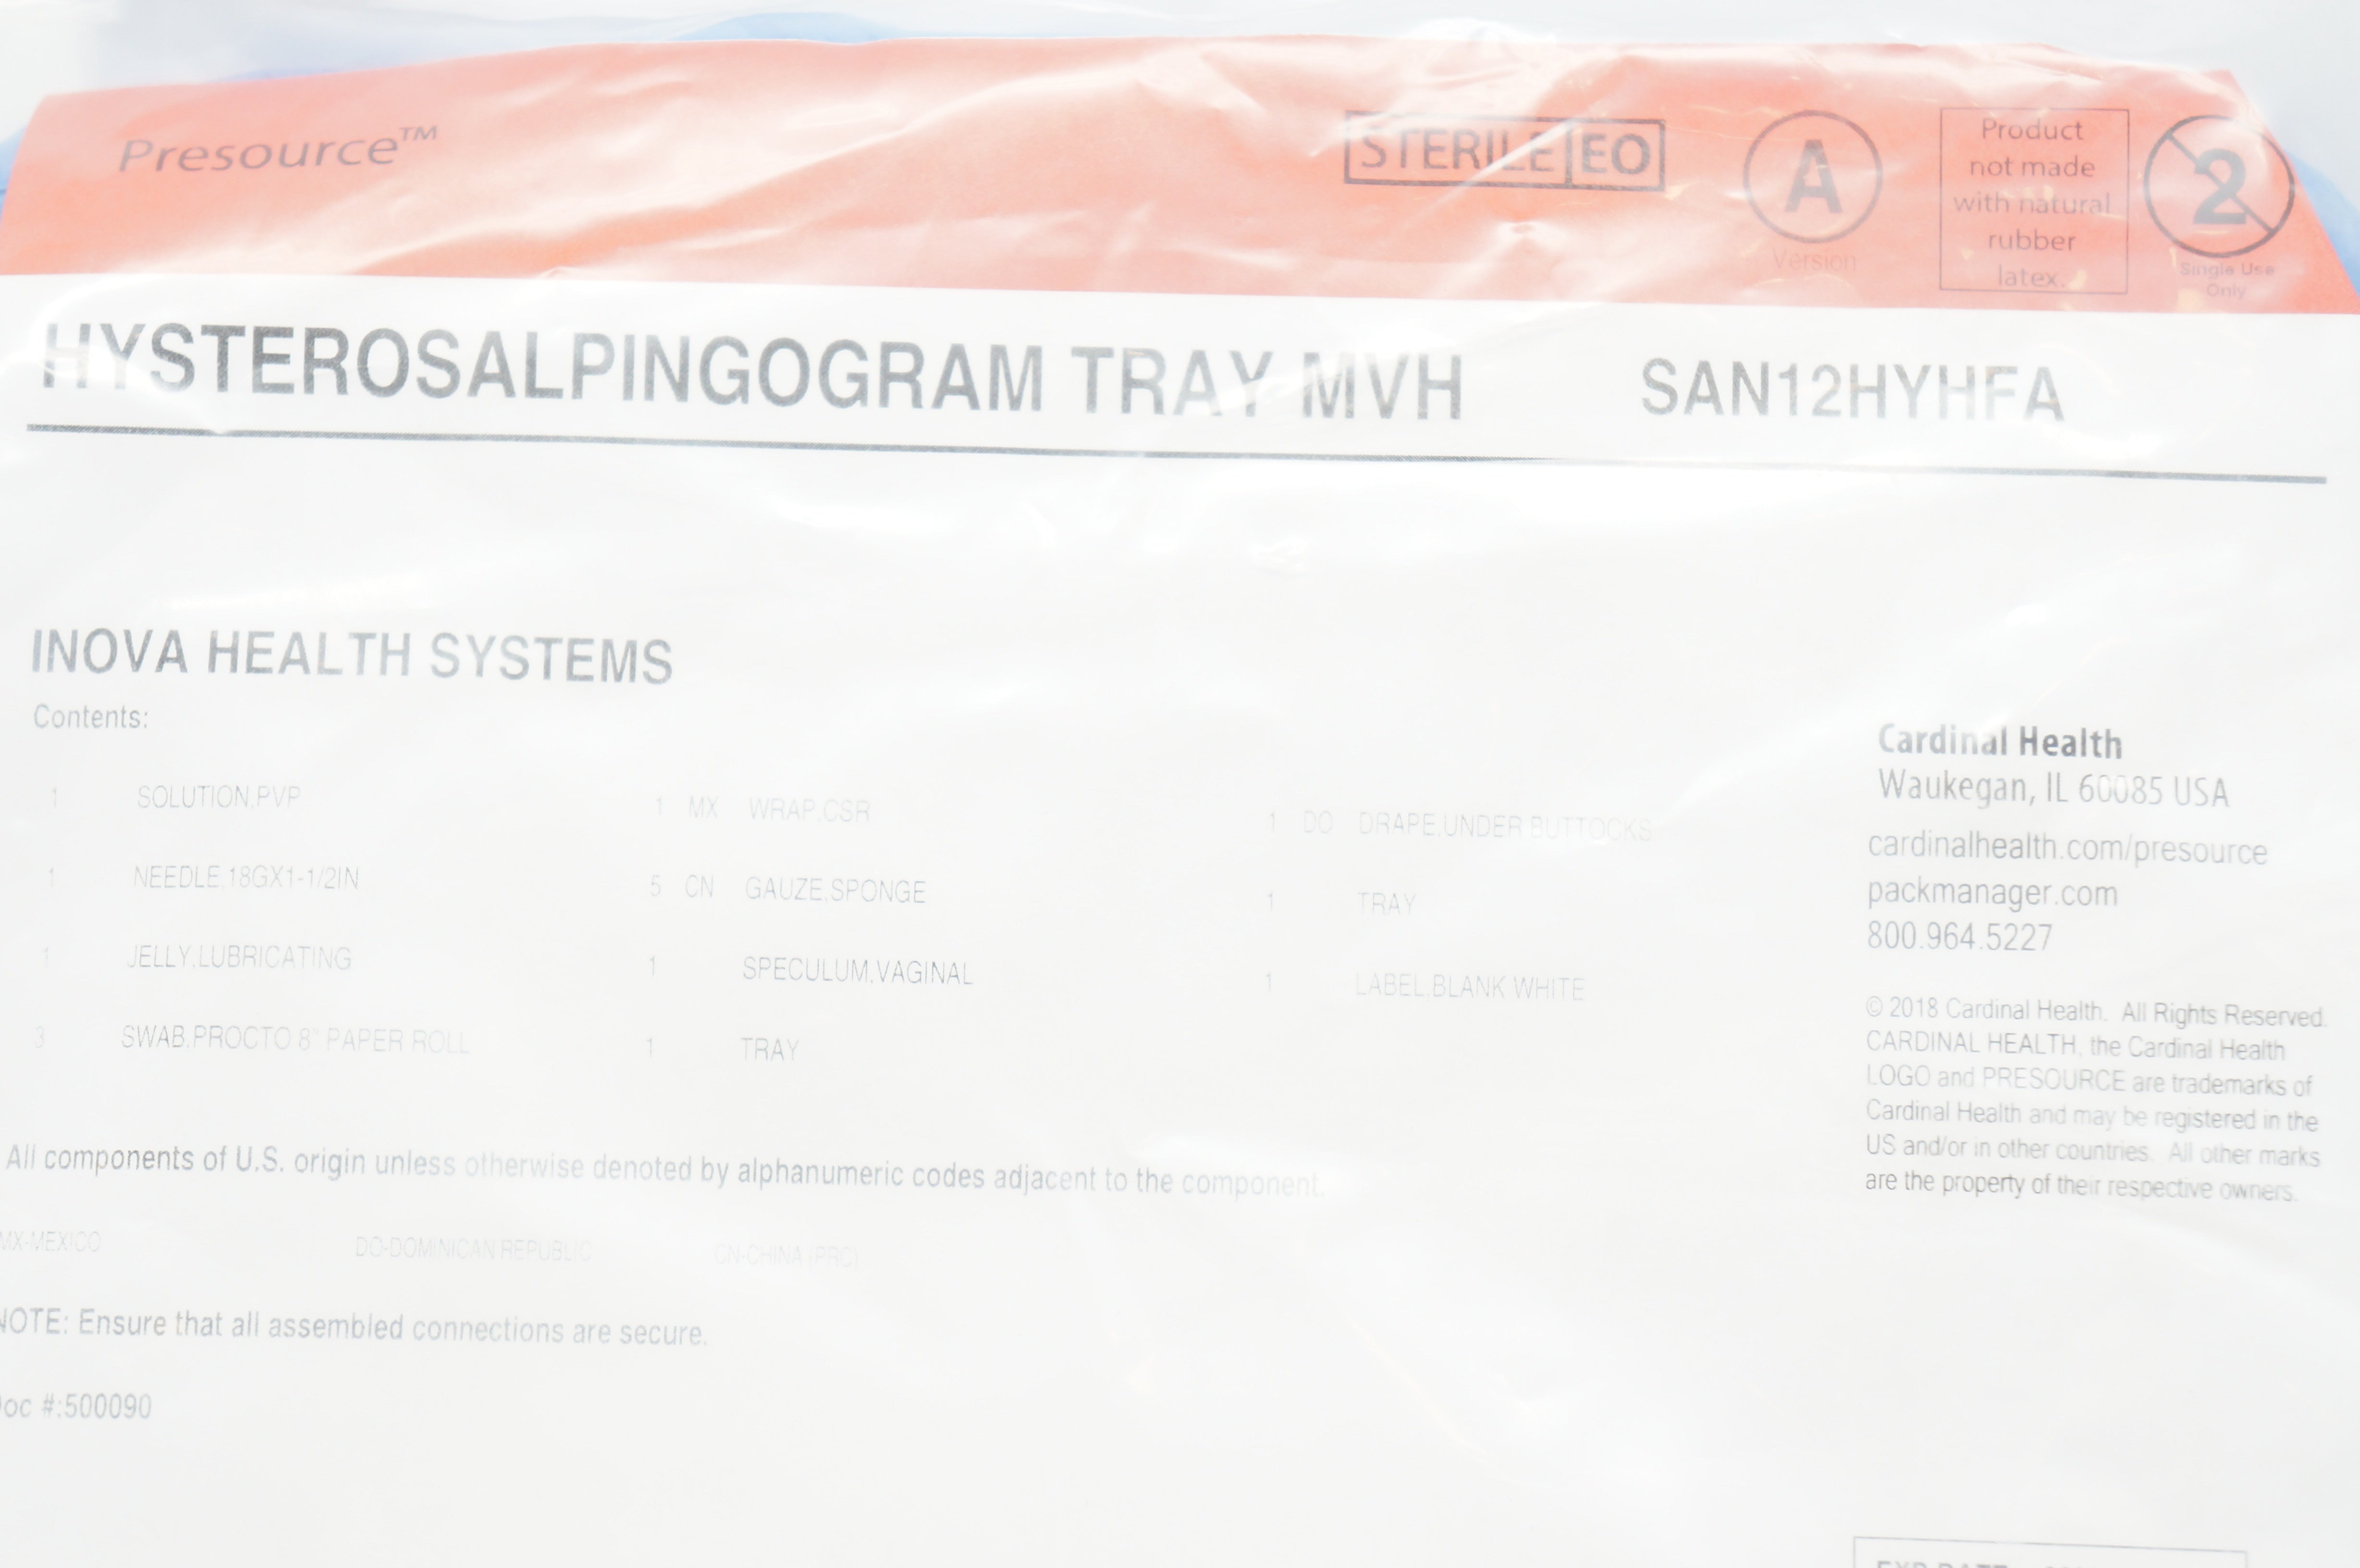 Presource™
STERILE EO
A
Version
Product
not made
with natural
rubber
latex.
2
Single Use
Only
HYSTEROSALPINGOGRAM TRAY MVH SAN12HYHFA
INOVA HEALTH SYSTEMS
Contents:
1 SOLUTION,PVP 1 MX WRAP,CSR 1 DO DRAPE,UNDER BUTTOCKS
1 NEEDLE,18GX1-1/2IN 5 CN GAUZE,SPONGE 1 TRAY
1 JELLY,LUBRICATING 1 SPECULUM,VAGINAL 1 LABEL,BLANK WHITE
3 SWAB,PROCTO 8" PAPER ROLL 1 TRAY
All components of U.S. origin unless otherwise denoted by alphanumeric codes adjacent to the component.
MX-MEXICO DO-DOMINICAN REPUBLIC CN-CHINA (PRC)
NOTE: Ensure that all assembled connections are secure.
Doc #:500090
Cardinal Health
Waukegan, IL 60085 USA
cardinalhealth.com/presource
packmanager.com
800.964.5227
© 2018 Cardinal Health. All Rights Reserved.
CARDINAL HEALTH, the Cardinal Health
LOGO and PRESOURCE are trademarks of
Cardinal Health and may be registered in the
US and/or in other countries. All other marks
are the property of their respective owners.
EXP DATE